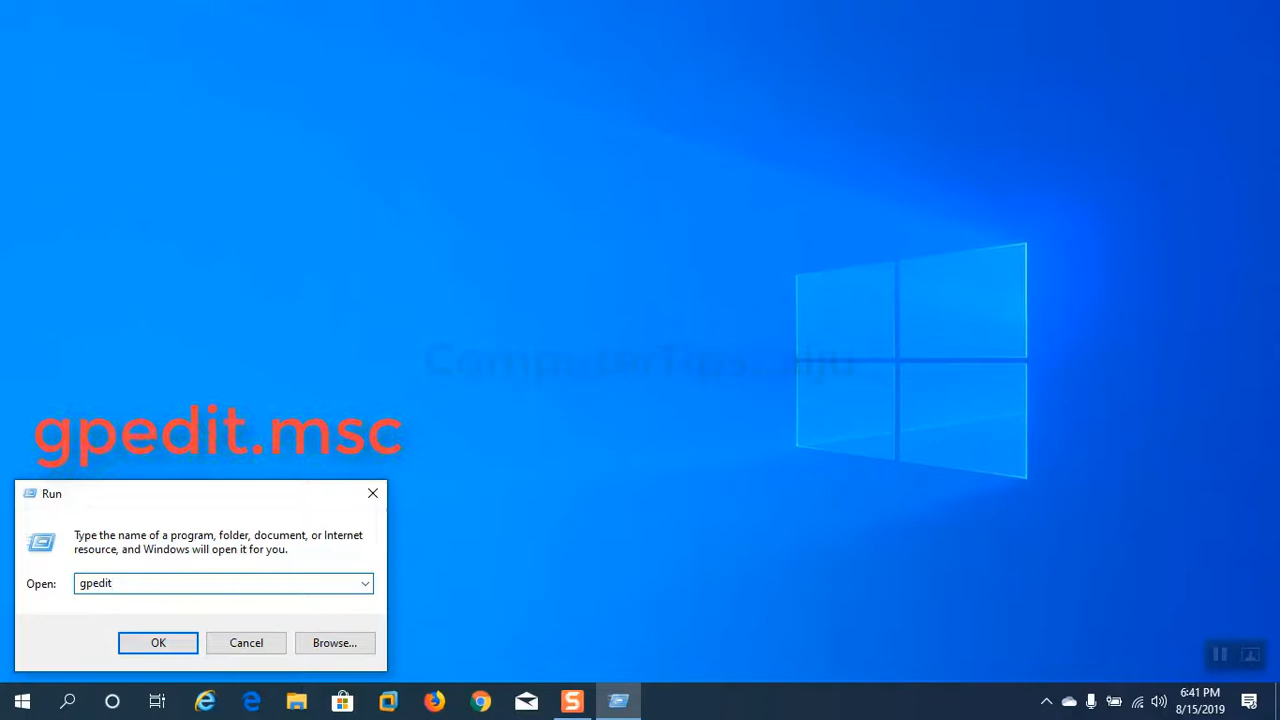 gpedit.msc
Run
Type the name of a program, folder, document, or Internet
resource, and Windows will open it for you.
Open:
gpedit
OK
Cancel
Browse...
6:41 PM
8/15/2019